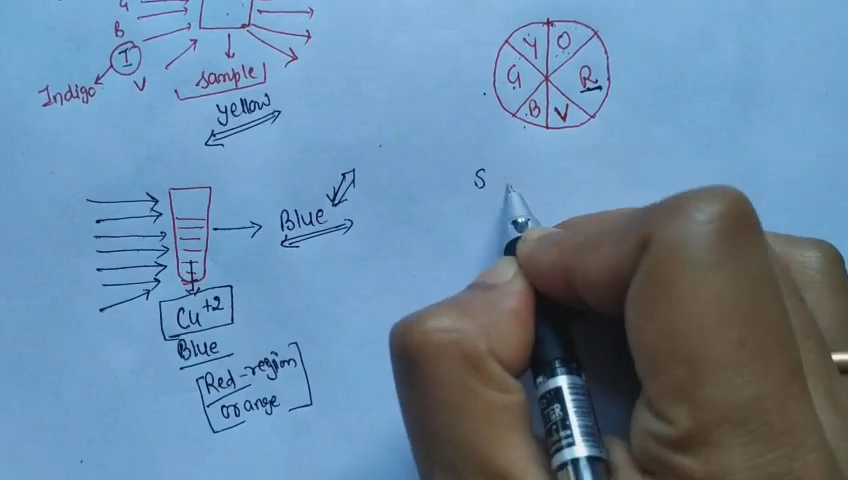 G
B
I
Indigo
V
sample
yellow
Y O
G R
B V
S
Blue
Cu+2
Blue
Red-region
orange